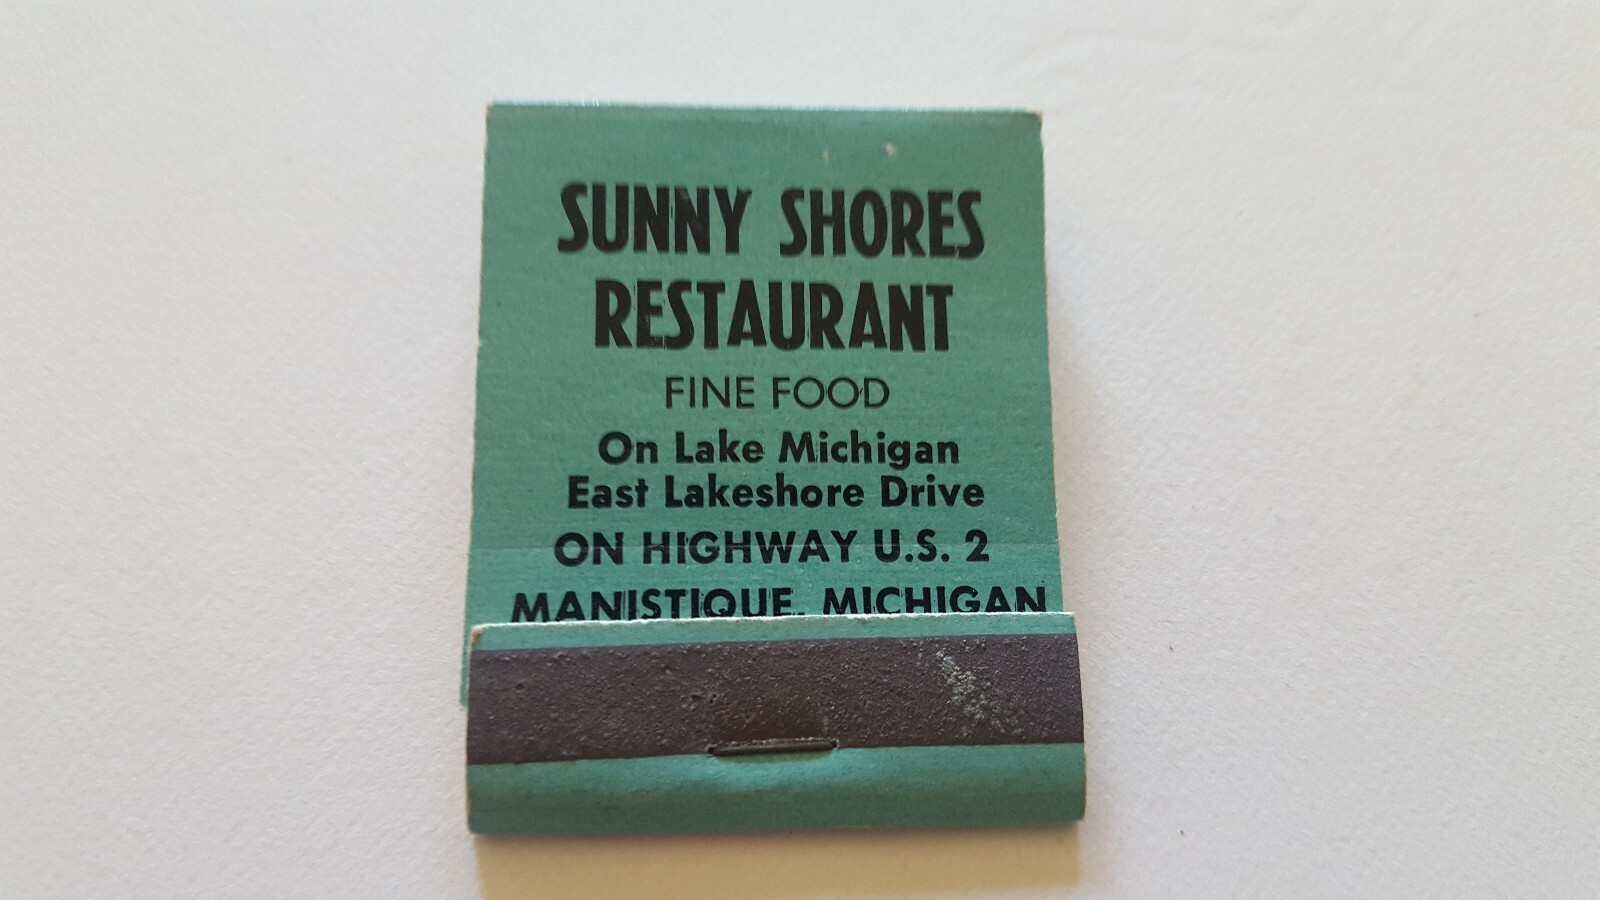 SUNNY SHORES
RESTAURANT
FINE FOOD
On Lake Michigan
East Lakeshore Drive
ON HIGHWAY U.S. 2
MANISTIQUE, MICHIGAN